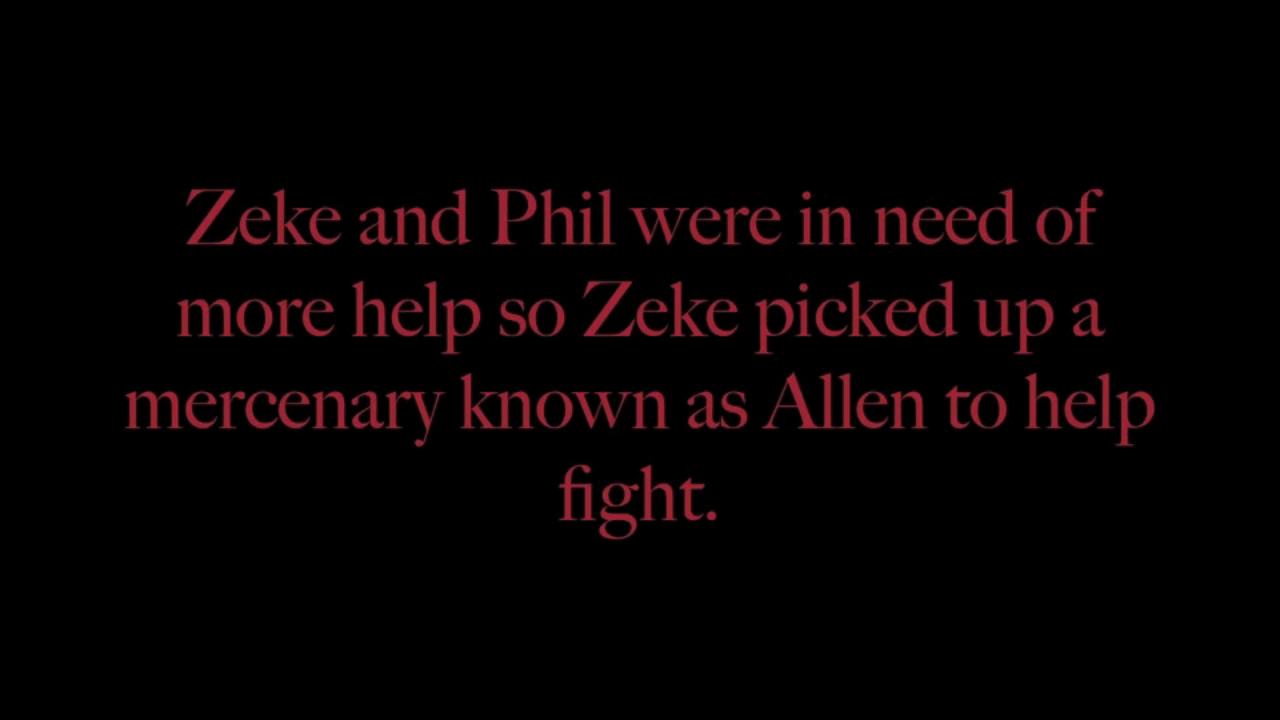 Zeke and Phil were in need of
more help so Zeke picked up a
mercenary known as Allen to help
fight.